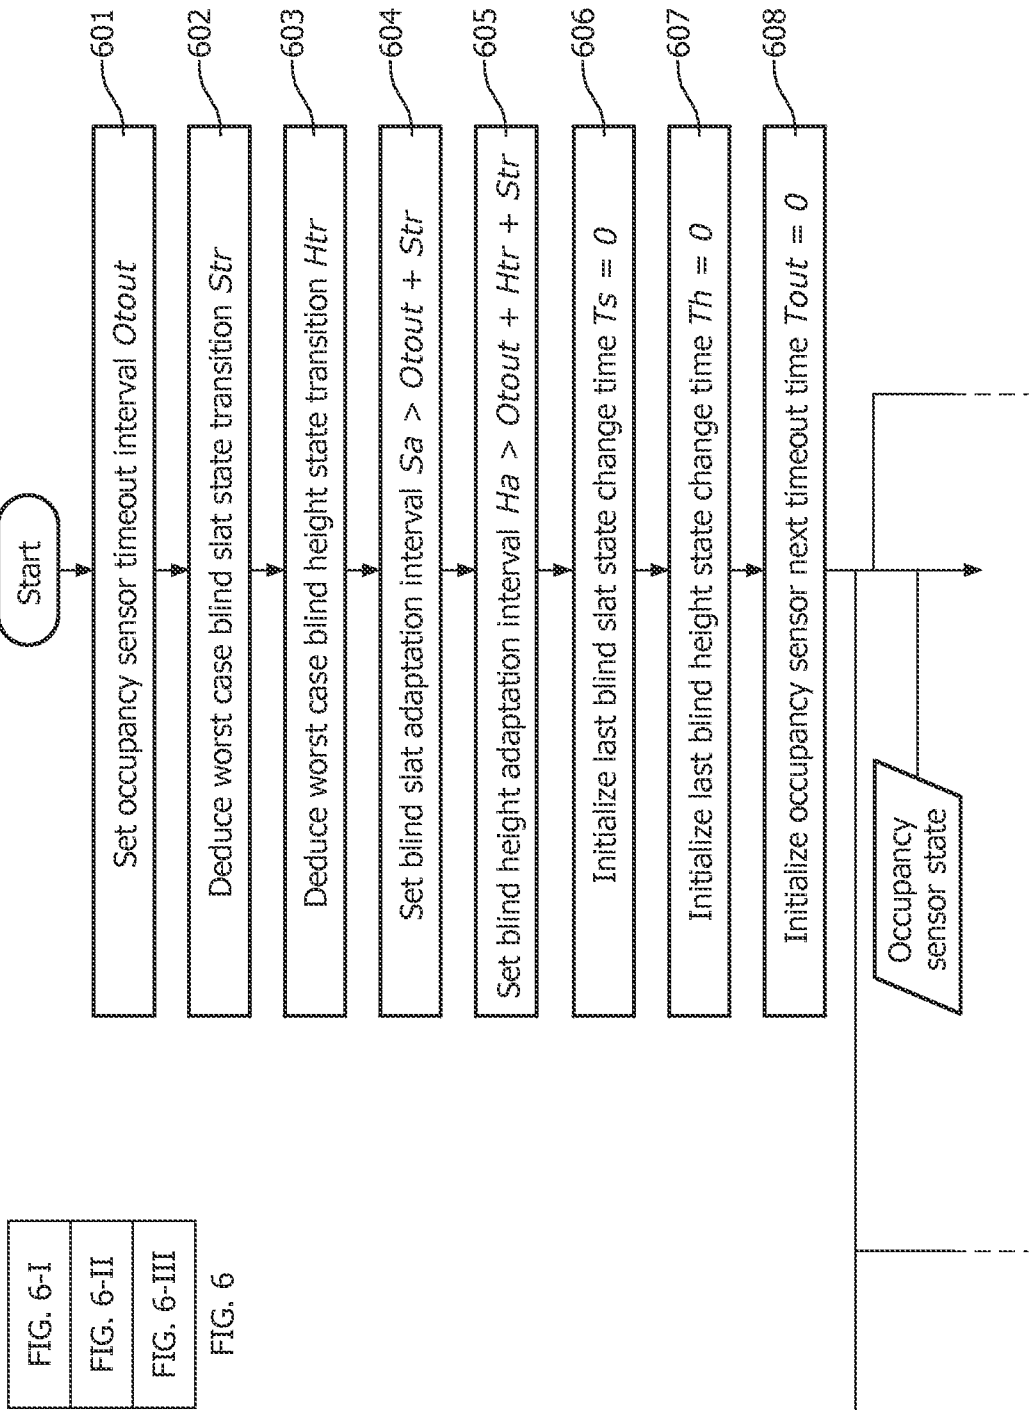 FIG. 6-I
FIG. 6-II
FIG. 6-III
FIG. 6
Start
Set occupancy sensor timeout interval Otout
601
Deduce worst case blind slat state transition Str
602
Deduce worst case blind height state transition Htr
603
Set blind slat adaptation interval Sa > Otout + Str
604
Set blind height adaptation interval Ha > Otout + Htr + Str
605
Initialize last blind slat state change time Ts = 0
606
Initialize last blind height state change time Th = 0
607
Initialize occupancy sensor next timeout time Tout = 0
608
Occupancy
sensor state